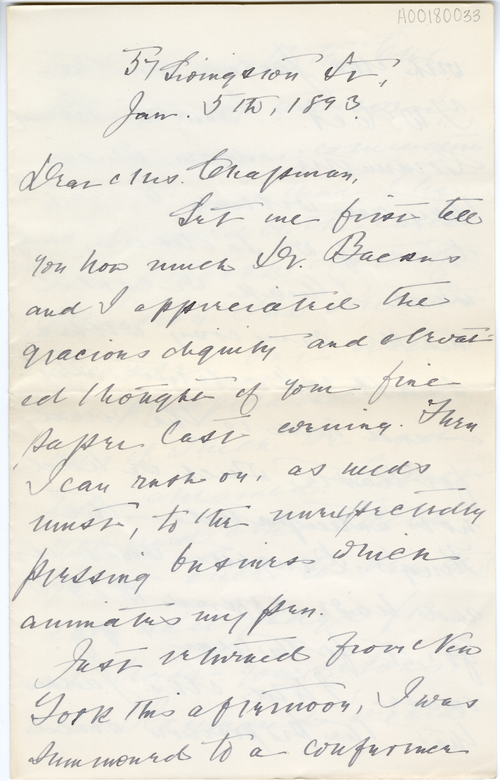 A00180033
57 Livingston St,
Jan. 5th, 1893.
Dear Mrs. Chapman,
Let me first tell
you how much Dr. Backus
and I appreciated the
gracious dignity and elevat-
ed thought of your fine
paper last evening. Then
I can rush on, as needs
must, to the unexpectedly
pressing business which
animates my pen.
Just returned from New
York this afternoon, I was
summoned to a conference